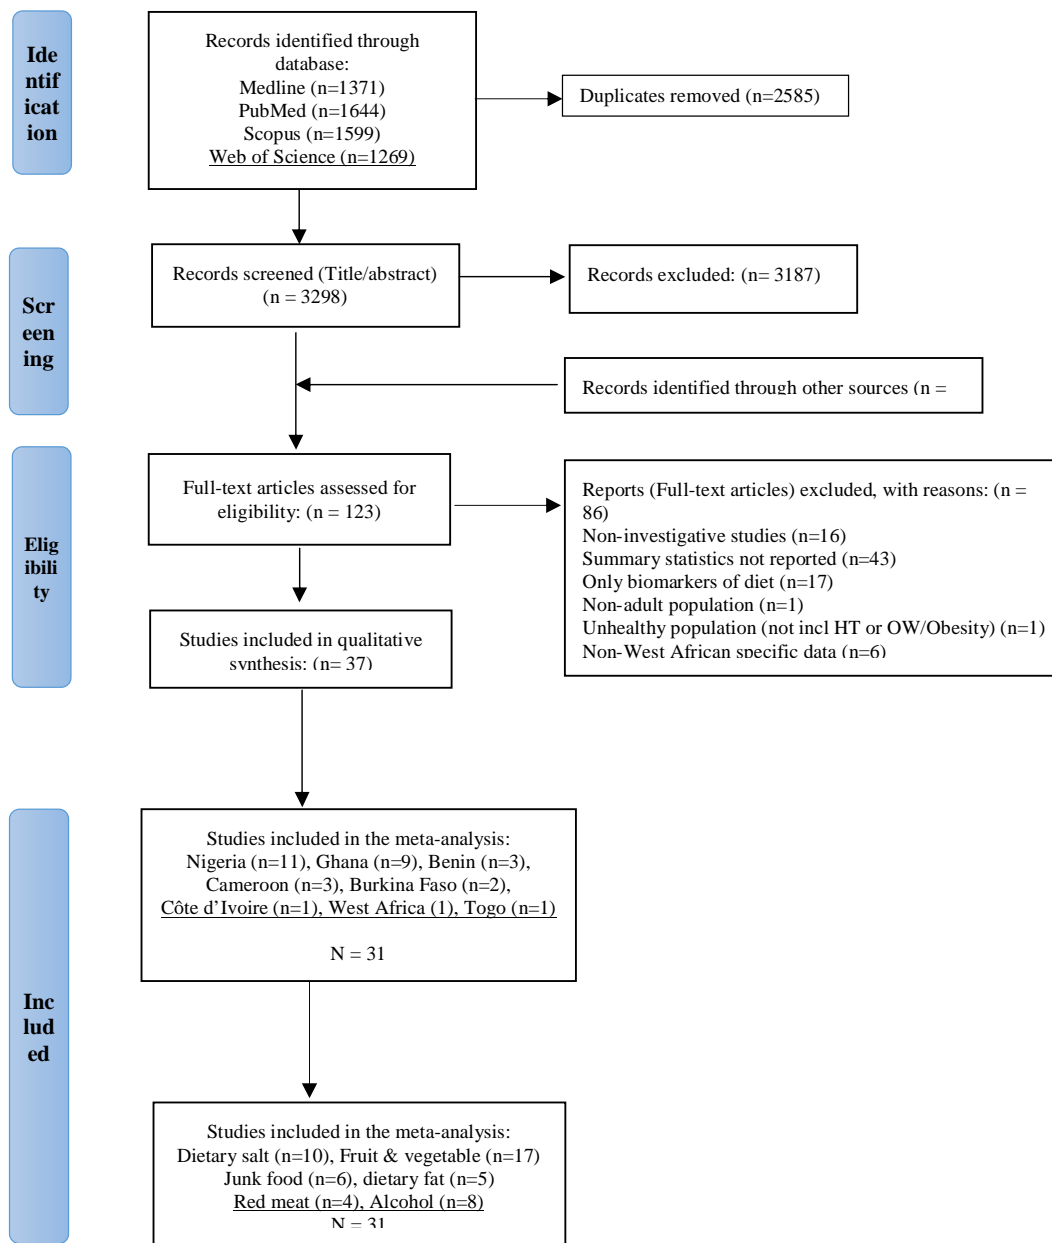 Ide
ntif
icat
ion
Records identified through
database:
Medline (n=1371)
PubMed (n=1644)
Scopus (n=1599)
Web of Science (n=1269)
Duplicates removed (n=2585)
Scr
een
ing
Records screened (Title/abstract)
(n = 3298)
Records excluded: (n = 3187)
Records identified through other sources (n =
Elig
ibili
ty
Full-text articles assessed for
eligibility: (n = 123)
Reports (Full-text articles) excluded, with reasons: (n =
86)
Non-investigative studies (n=16)
Summary statistics not reported (n=43)
Only biomarkers of diet (n=17)
Non-adult population (n=1)
Unhealthy population (not incl HT or OW/Obesity) (n=1)
Non-West African specific data (n=6)
Studies included in qualitative
synthesis: (n= 37)
Inc
lud
ed
Studies included in the meta-analysis:
Nigeria (n=11), Ghana (n=9), Benin (n=3),
Cameroon (n=3), Burkina Faso (n=2),
Côte d’Ivoire (n=1), West Africa (1), Togo (n=1)
N = 31
Studies included in the meta-analysis:
Dietary salt (n=10), Fruit & vegetable (n=17)
Junk food (n=6), dietary fat (n=5)
Red meat (n=4), Alcohol (n=8)
N = 31